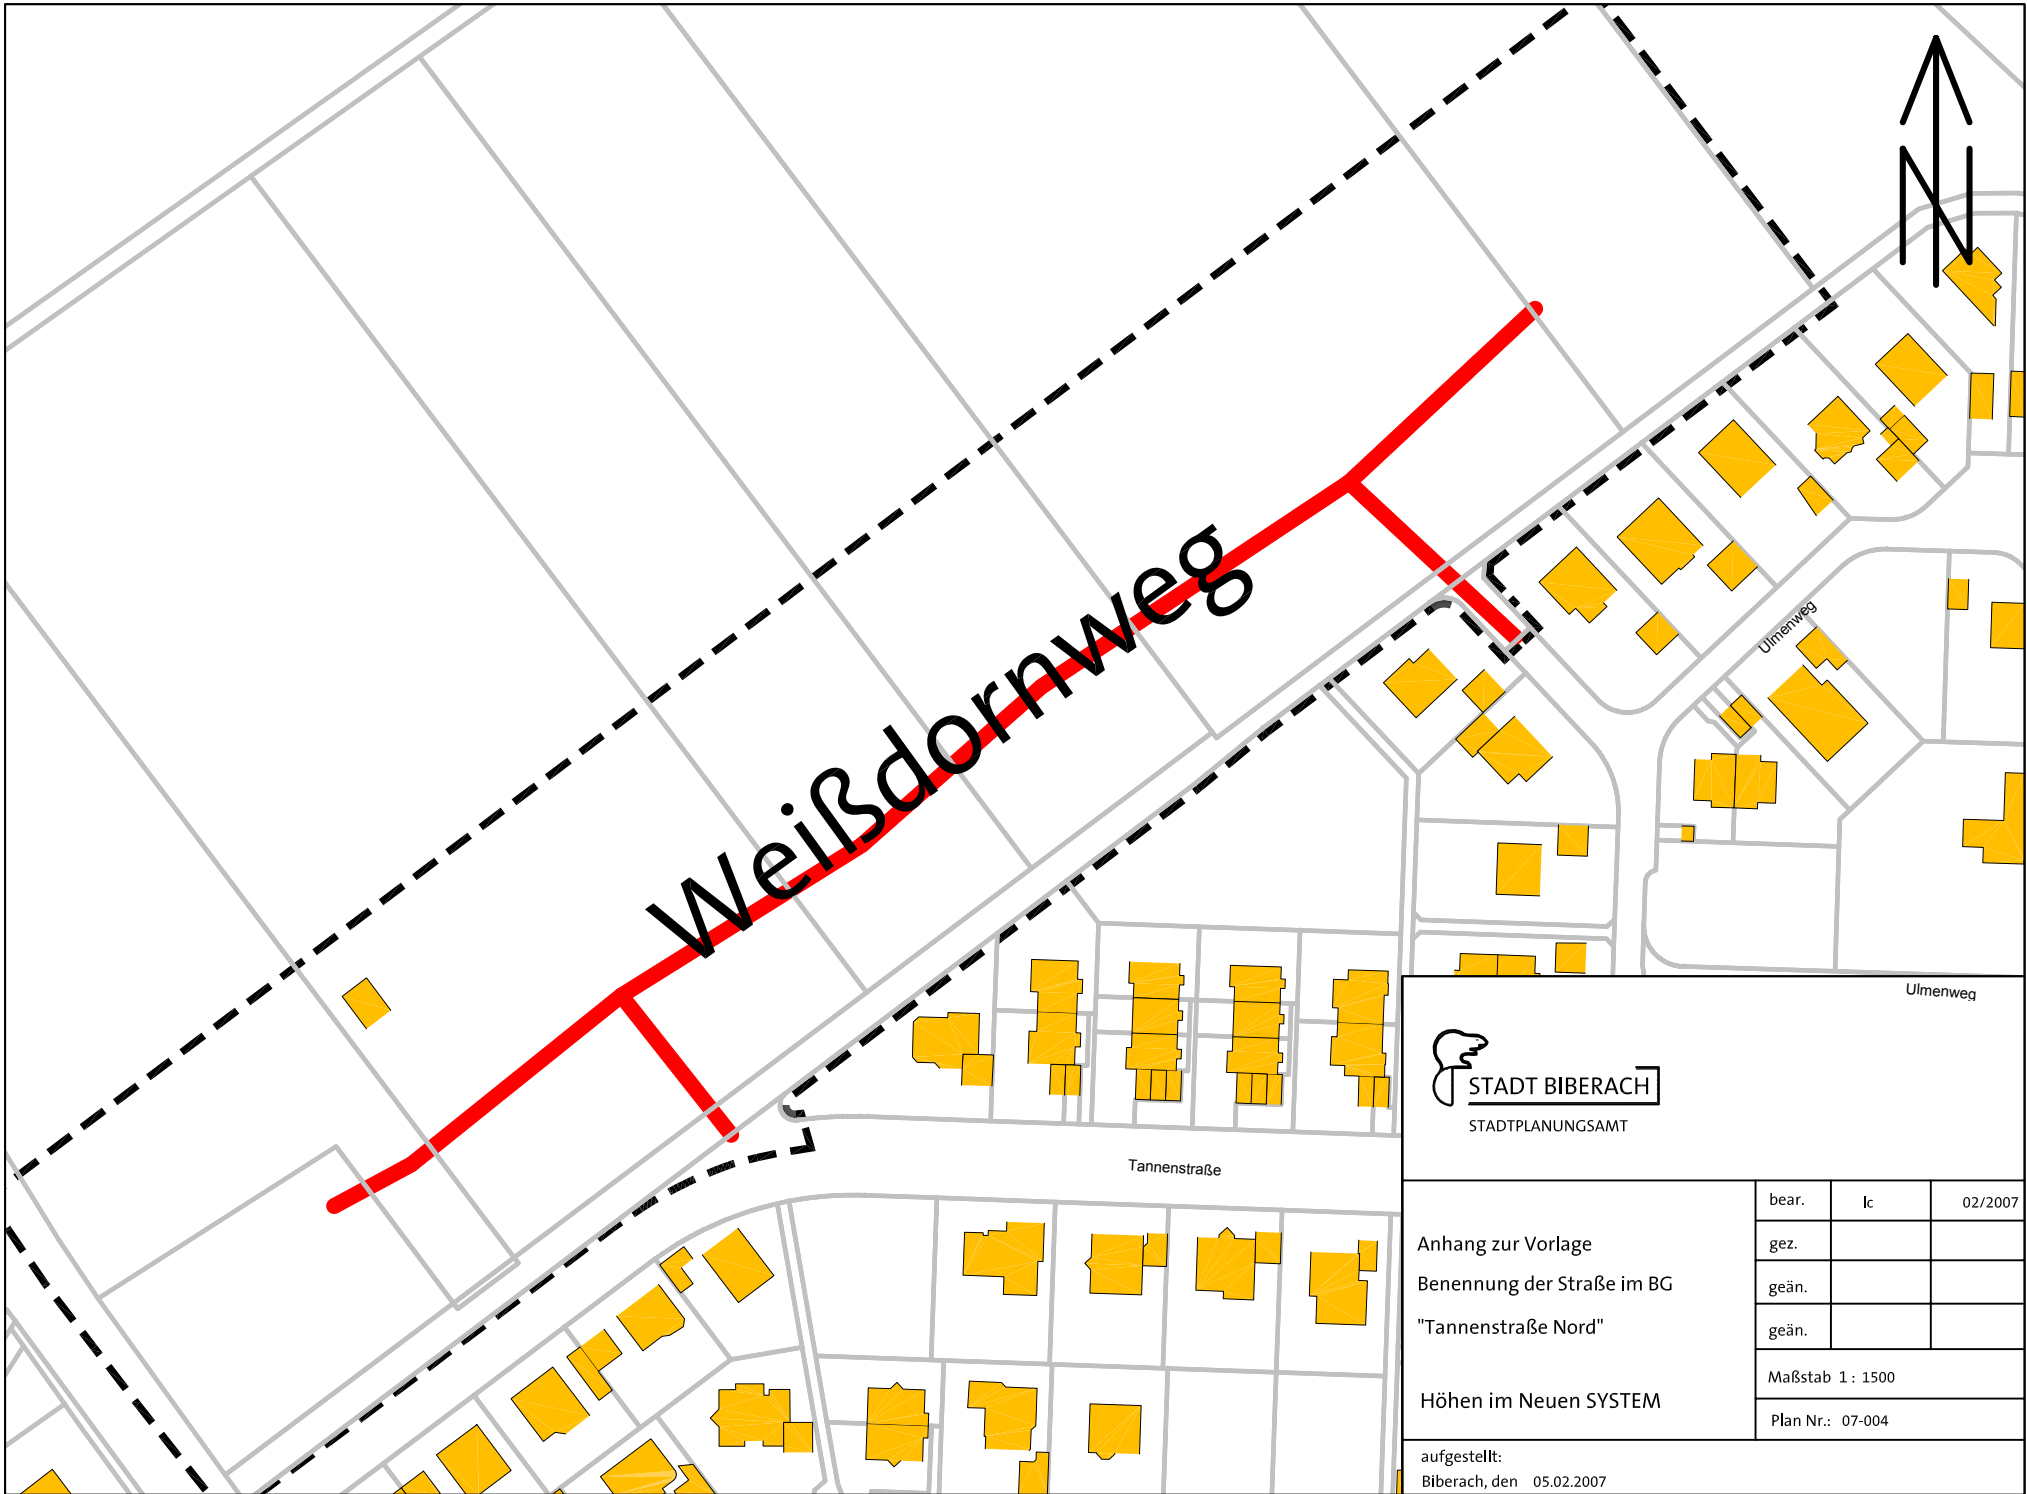 N
Weißdornweg
Ulmenweg
Tannenstraße
Ulmenweg
STADT BIBERACH
STADTPLANUNGSAMT
Anhang zur Vorlage
Benennung der Straße im BG
"Tannenstraße Nord"
Höhen im Neuen SYSTEM
bear. lc 02/2007
gez.
geän.
geän.
Maßstab 1 : 1500
Plan Nr.: 07-004
aufgestellt:
Biberach, den 05.02.2007